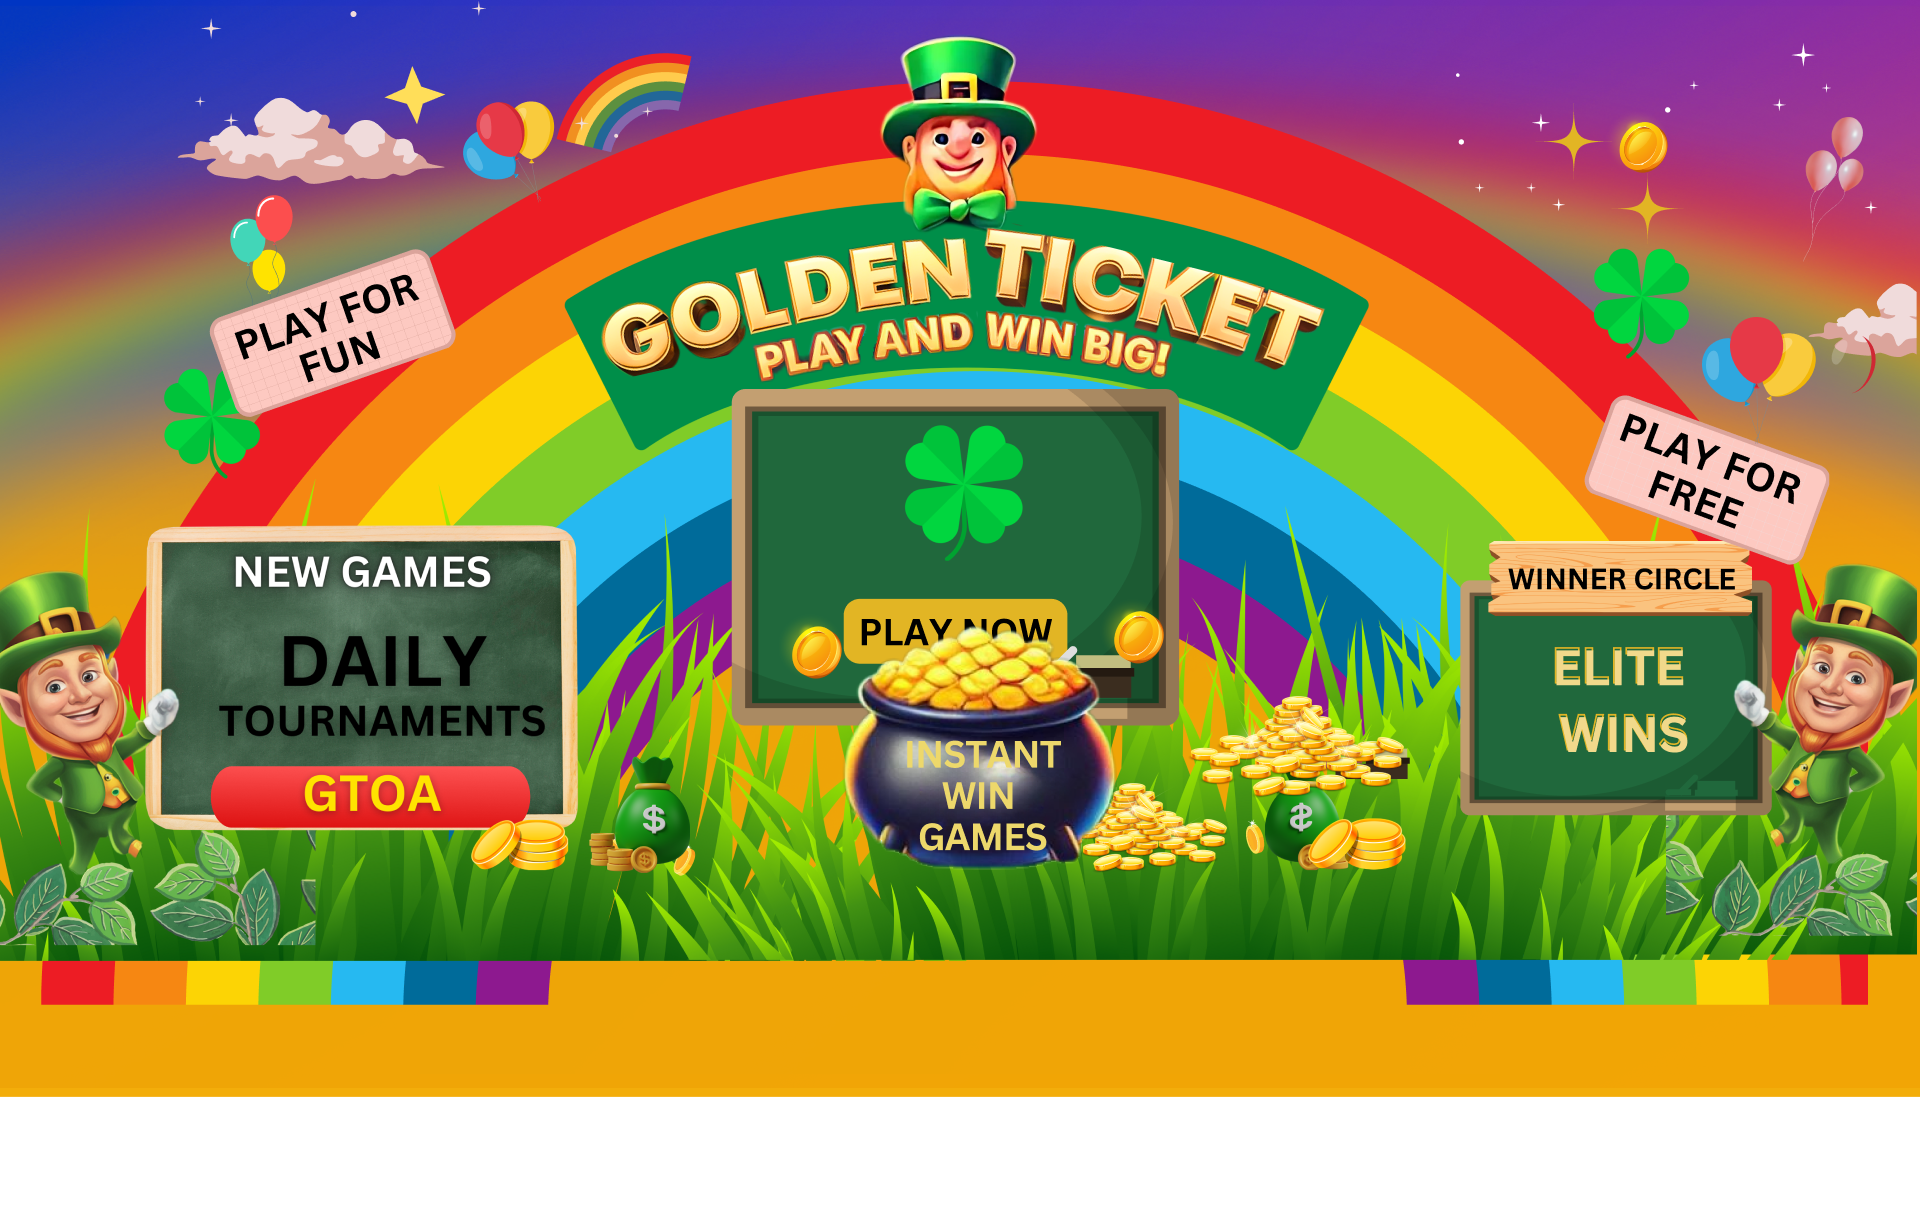 GOLDEN TICKET
PLAY AND WIN BIG!
PLAY FOR
FUN
PLAY FOR
FREE
NEW GAMES
DAILY
TOURNAMENTS
GTOA
PLAY NOW
INSTANT
WIN
GAMES
WINNER CIRCLE
ELITE
WINS
$
$